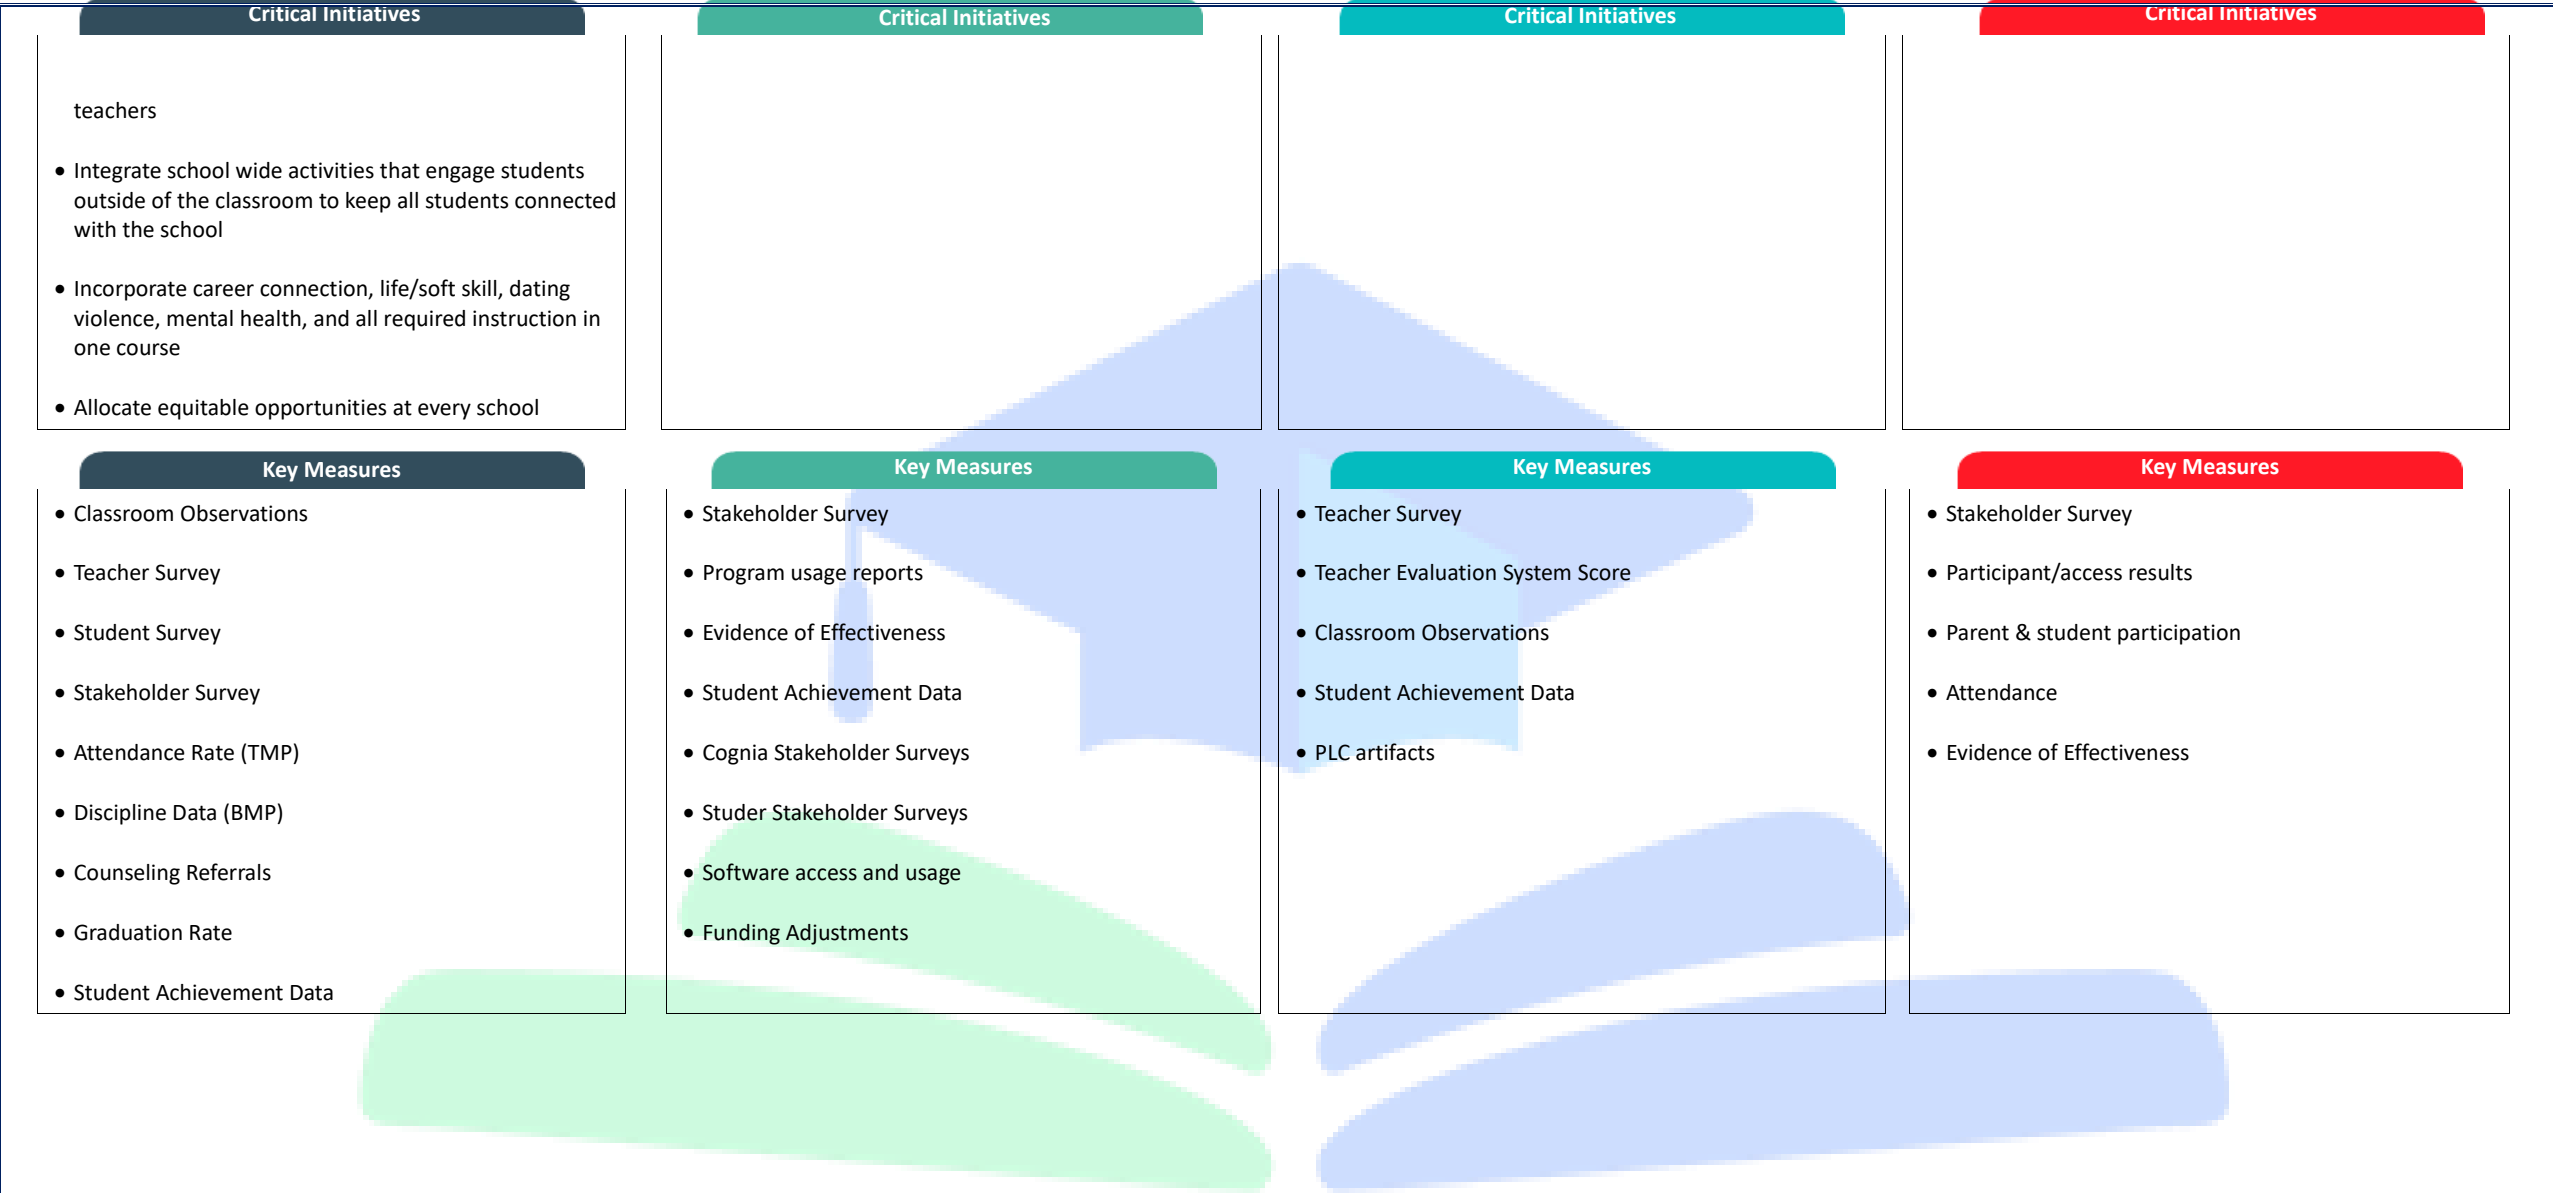 Critical Initiatives
teachers
• Integrate school wide activities that engage students
outside of the classroom to keep all students connected
with the school
• Incorporate career connection, life/soft skill, dating
violence, mental health, and all required instruction in
one course
• Allocate equitable opportunities at every school
Critical Initiatives
Critical Initiatives
Critical Initiatives
Key Measures
• Classroom Observations
• Teacher Survey
• Student Survey
• Stakeholder Survey
• Attendance Rate (TMP)
• Discipline Data (BMP)
• Counseling Referrals
• Graduation Rate
• Student Achievement Data
Key Measures
• Stakeholder Survey
• Program usage reports
• Evidence of Effectiveness
• Student Achievement Data
• Cognia Stakeholder Surveys
• Studer Stakeholder Surveys
• Software access and usage
• Funding Adjustments
Key Measures
• Teacher Survey
• Teacher Evaluation System Score
• Classroom Observations
• Student Achievement Data
• PLC artifacts
Key Measures
• Stakeholder Survey
• Participant/access results
• Parent & student participation
• Attendance
• Evidence of Effectiveness